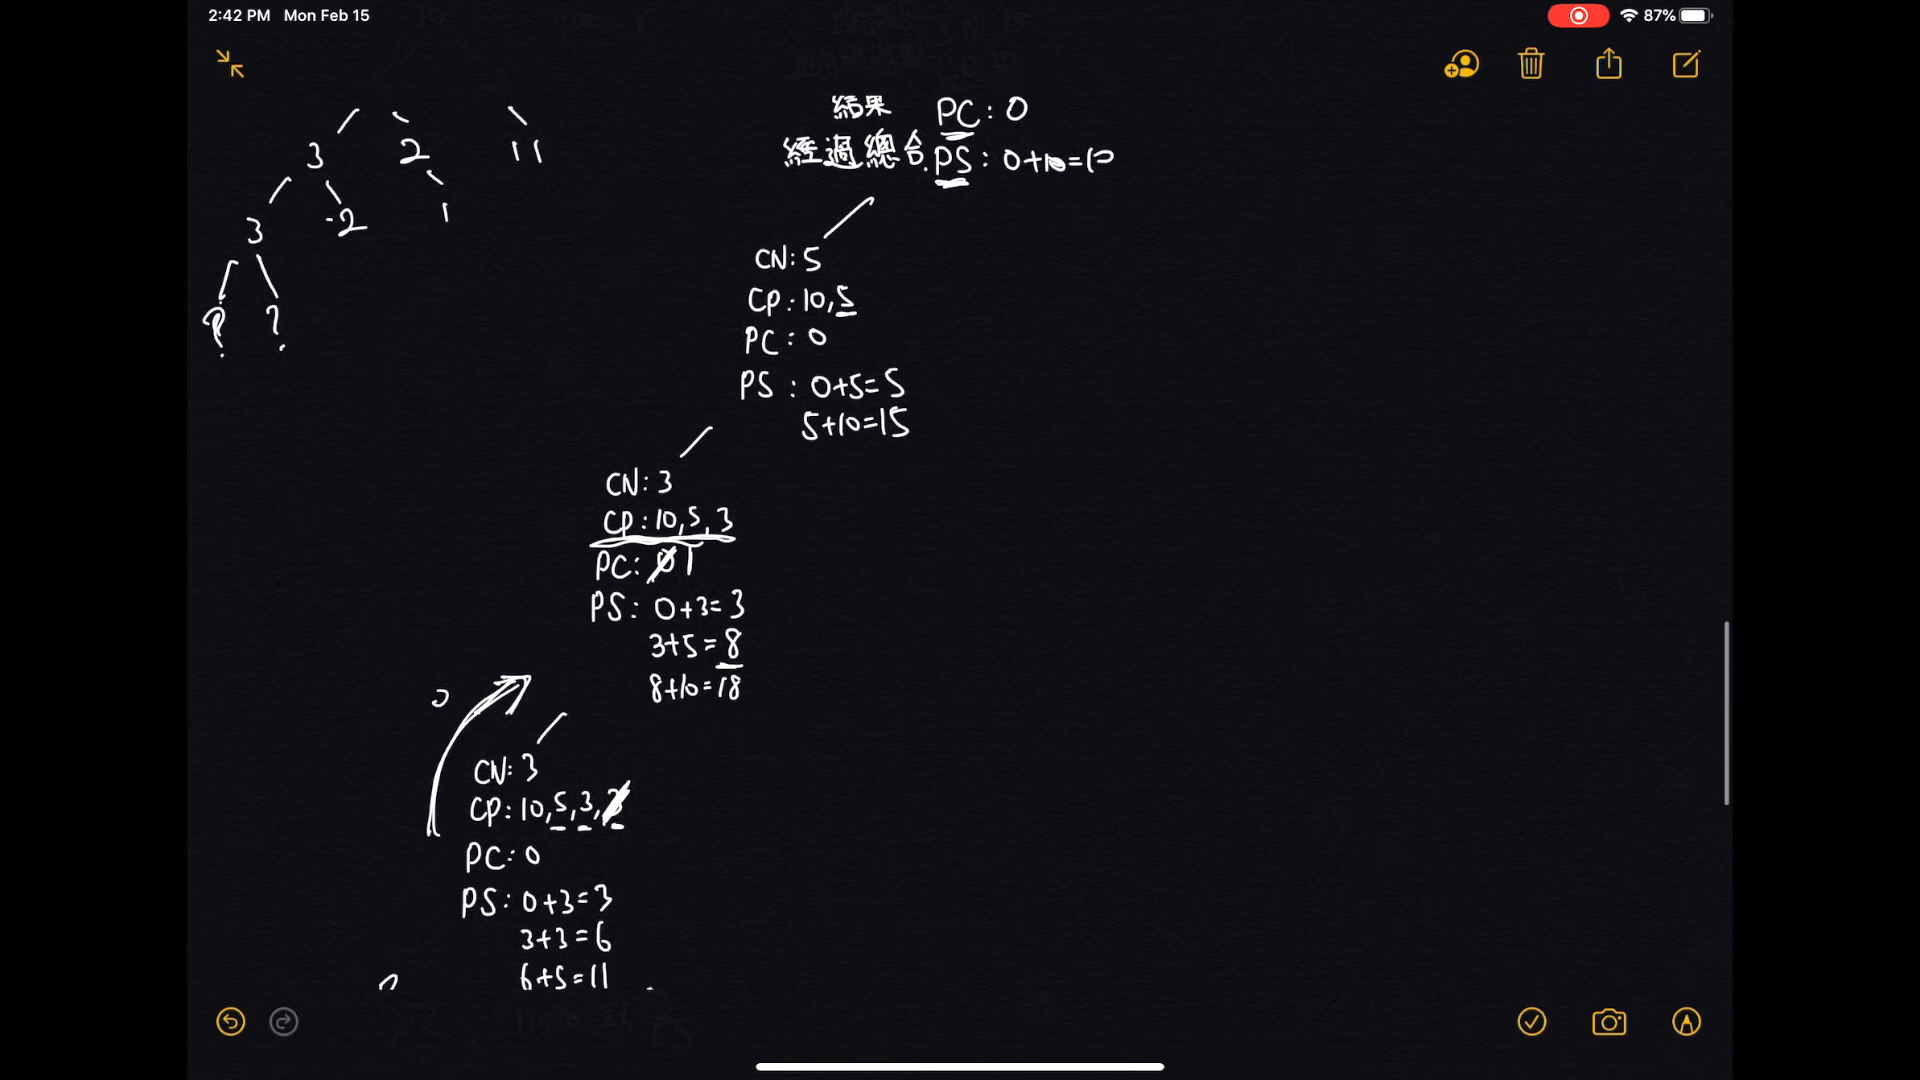 2:42 PM Mon Feb 15
87%
3 2 11
3 -2 1
? ?
結果 PC: 0
經過總合 PS: 0+10=10
CN: 5
CP: 10,5
PC: 0
PS: 0+5=5
5+10=15
CN: 3
CP: 10,5,3
PC: 0 1
PS: 0+3=3
3+5=8
8+10=18
0
CN: 3
CP: 10,5,3,3
PC: 0
PS: 0+3=3
3+3=6
6+5=11